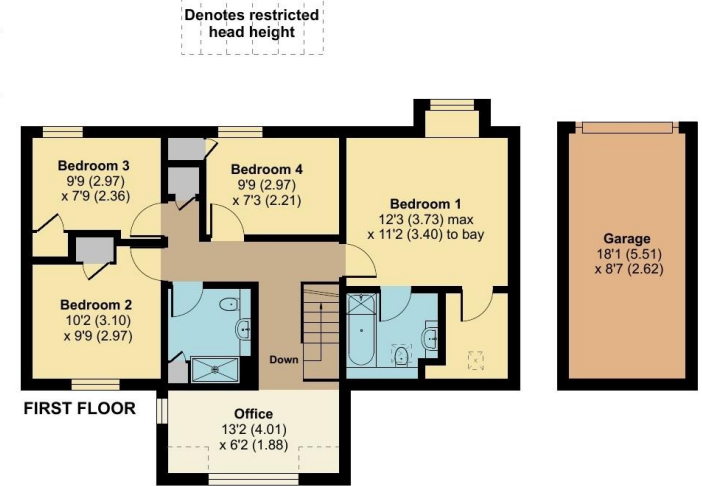 Denotes restricted
head height
Bedroom 3
9'9 (2.97)
x 7'9 (2.36)
Bedroom 4
9'9 (2.97)
x 7'3 (2.21)
Bedroom 1
12'3 (3.73) max
x 11'2 (3.40) to bay
Garage
18'1 (5.51)
x 8'7 (2.62)
Bedroom 2
10'2 (3.10)
x 9'9 (2.97)
Down
FIRST FLOOR
Office
13'2 (4.01)
x 6'2 (1.88)